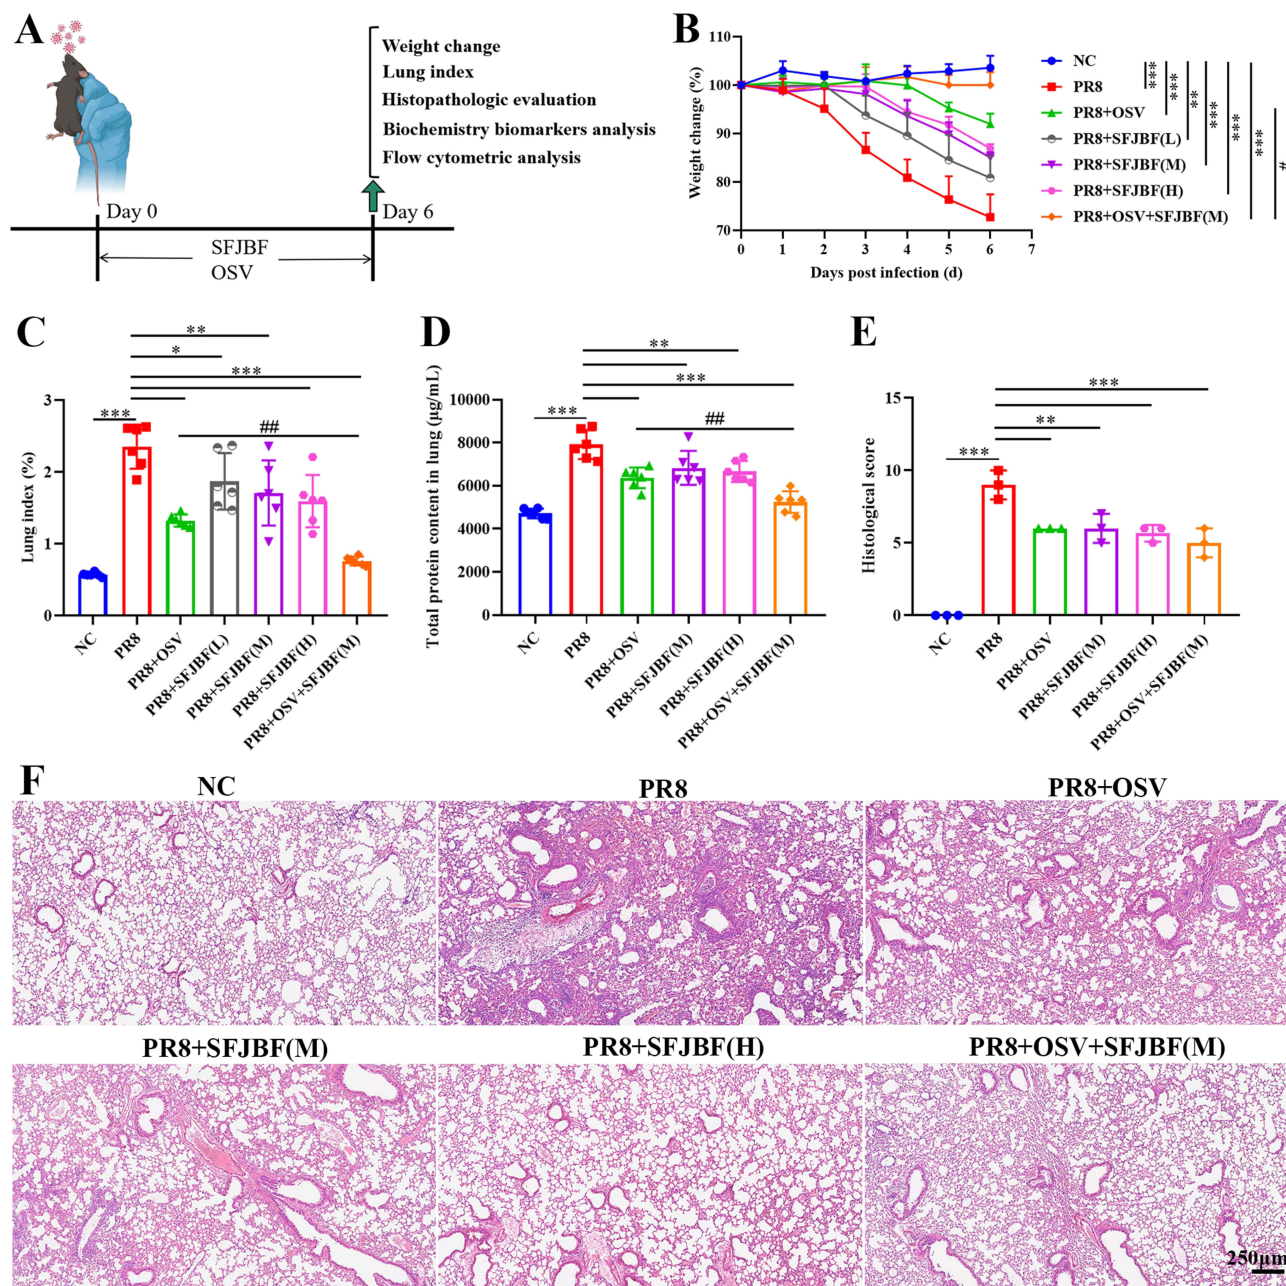 A
Weight change
Lung index
Histopathologic evaluation
Biochemistry biomarkers analysis
Flow cytometric analysis
Day 0
Day 6
SFJBF
OSV
B
Weight change (%)
110
100
90
80
70
0 1 2 3 4 5 6 7
Days post infection (d)
NC
PR8
PR8+OSV
PR8+SFJBF(L)
PR8+SFJBF(M)
PR8+SFJBF(H)
PR8+OSV+SFJBF(M)
***
***
**
***
***
***
#
C
**
*
***
***
##
Lung index (%)
3
2
1
0
NC
PR8
PR8+OSV
PR8+SFJBF(L)
PR8+SFJBF(M)
PR8+SFJBF(H)
PR8+OSV+SFJBF(M)
D
**
***
***
##
Total protein content in lung (μg/mL)
10000
8000
6000
4000
2000
0
NC
PR8
PR8+OSV
PR8+SFJBF(M)
PR8+SFJBF(H)
PR8+OSV+SFJBF(M)
E
***
**
***
Histological score
15
10
5
0
NC
PR8
PR8+OSV
PR8+SFJBF(M)
PR8+SFJBF(H)
PR8+OSV+SFJBF(M)
F
NC
PR8
PR8+OSV
PR8+SFJBF(M)
PR8+SFJBF(H)
PR8+OSV+SFJBF(M)
250μm